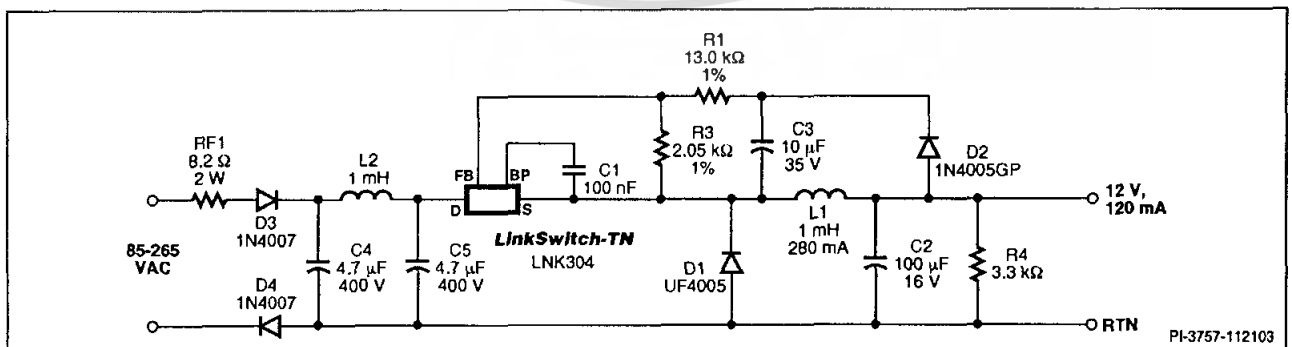 R1
13.0 kΩ
1%
RF1
8.2 Ω
2 W
L2
1 mH
FB
BP
D
S
C1
100 nF
R3
2.05 kΩ
1%
C3
10 µF
35 V
D2
1N4005GP
12 V,
120 mA
D3
1N4007
LinkSwitch-TN
LNK304
L1
1 mH
280 mA
85-265
VAC
C4
4.7 µF
400 V
C5
4.7 µF
400 V
D1
UF4005
C2
100 µF
16 V
R4
3.3 kΩ
D4
1N4007
RTN
PI-3757-112103